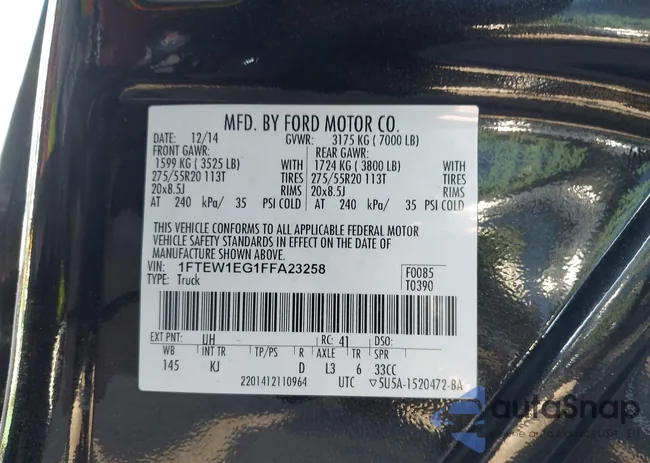 MFD. BY FORD MOTOR CO.
DATE: 12/14 GVWR: 3175 KG ( 7000 LB)
FRONT GAWR: REAR GAWR:
1599 KG ( 3525 LB) WITH 1724 KG ( 3800 LB) WITH
275/55R20 113T TIRES 275/55R20 113T TIRES
20x8.5J RIMS 20x8.5J RIMS
AT 240 kPa/ 35 PSI COLD AT 240 kPa/ 35 PSI COLD
THIS VEHICLE CONFORMS TO ALL APPLICABLE FEDERAL MOTOR
VEHICLE SAFETY STANDARDS IN EFFECT ON THE DATE OF
MANUFACTURE SHOWN ABOVE.
VIN: 1FTEW1EG1FFA23258 F0085
TYPE: Truck T0390
EXT PNT: UH RC: 41 DSO:
WB INT TR TP/PS R AXLE TR SPR
145 KJ D L3 6 33CC
2201412110964 UTC ▽5U5A-1520472-BA
autoSnap